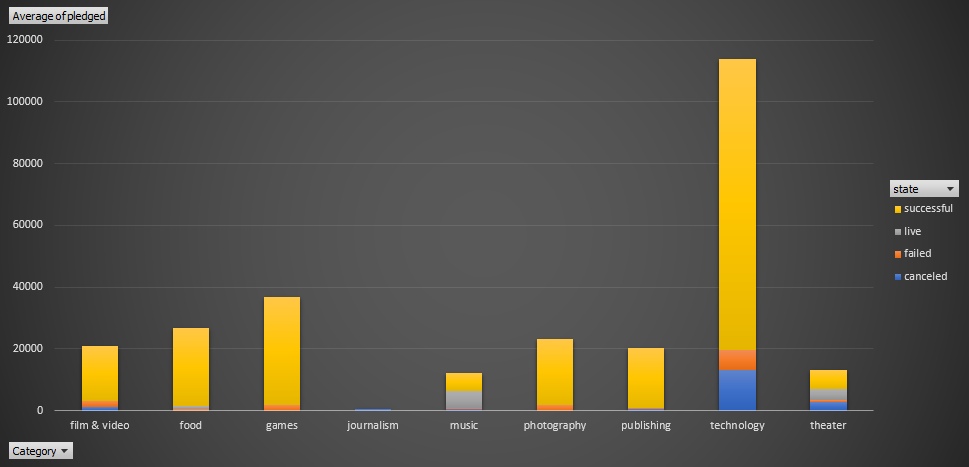 Average of pledged
120000
100000
80000
60000
40000
20000
0
film & video
food
games
journalism
music
photography
publishing
technology
theater
state
successful
live
failed
canceled
Category